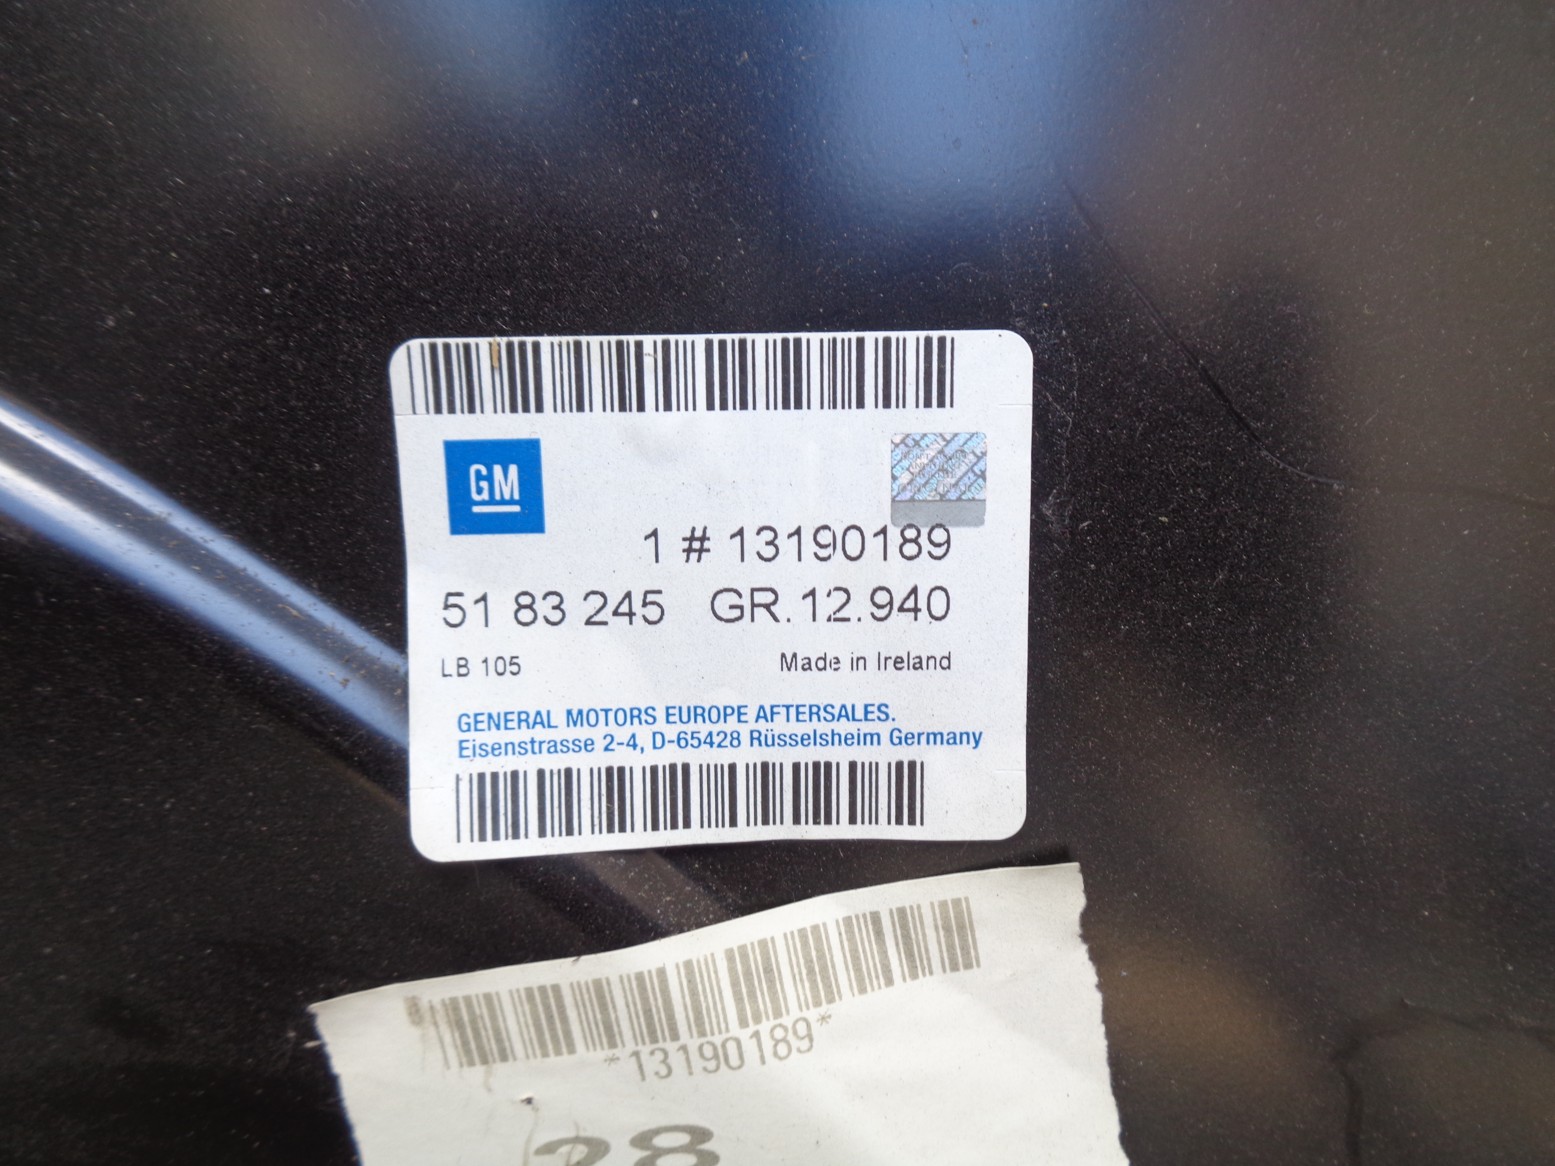 GM
1 # 13190189
51 83 245 GR. 12.940
LB 105 Made in Ireland
GENERAL MOTORS EUROPE AFTERSALES.
Eisenstrasse 2-4, D-65428 Rüsselsheim Germany
*13190189*
28